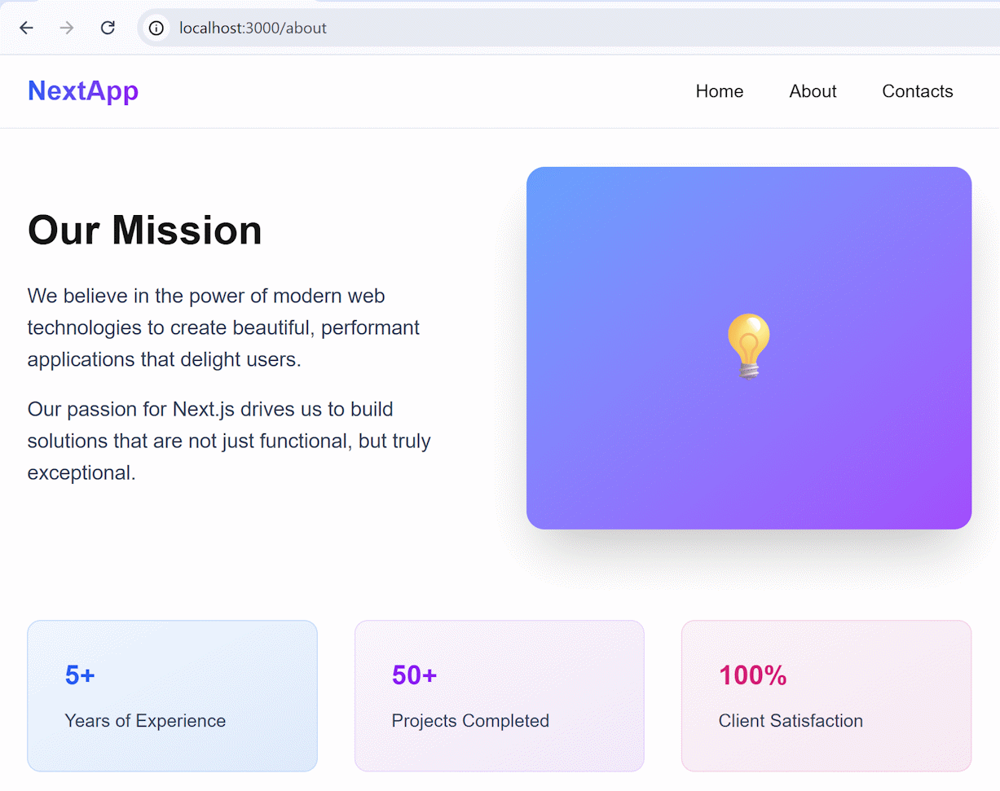 localhost:3000/about
NextApp
Home
About
Contacts
Our Mission
We believe in the power of modern web
technologies to create beautiful, performant
applications that delight users.
Our passion for Next.js drives us to build
solutions that are not just functional, but truly
exceptional.
5+
Years of Experience
50+
Projects Completed
100%
Client Satisfaction